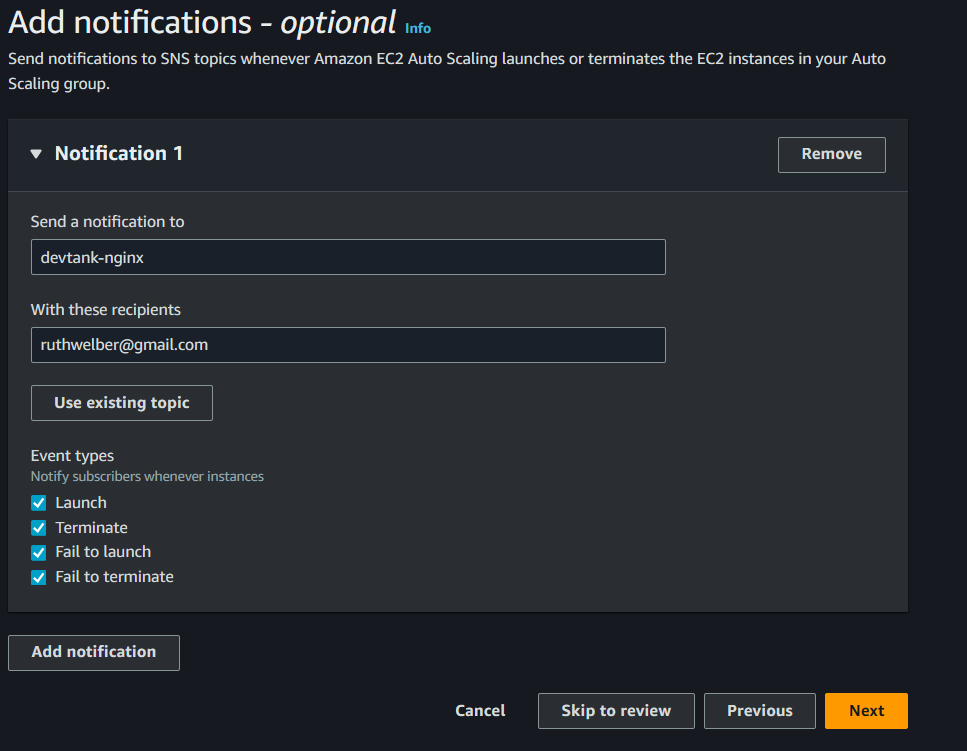 Add notifications - optional Info
Send notifications to SNS topics whenever Amazon EC2 Auto Scaling launches or terminates the EC2 instances in your Auto
Scaling group.
Notification 1
Remove
Send a notification to
devtank-nginx
With these recipients
ruthwelber@gmail.com
Use existing topic
Event types
Notify subscribers whenever instances
Launch
Terminate
Fail to launch
Fail to terminate
Add notification
Cancel
Skip to review
Previous
Next